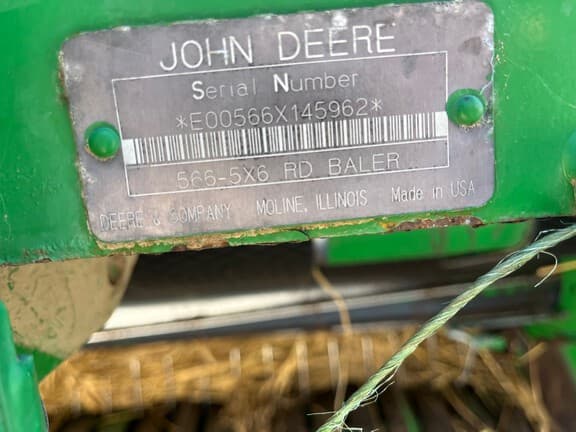 JOHN DEERE
Serial Number
*E00566X145962*
566-5X6 RD BALER
DEERE & COMPANY MOLINE, ILLINOIS Made in USA